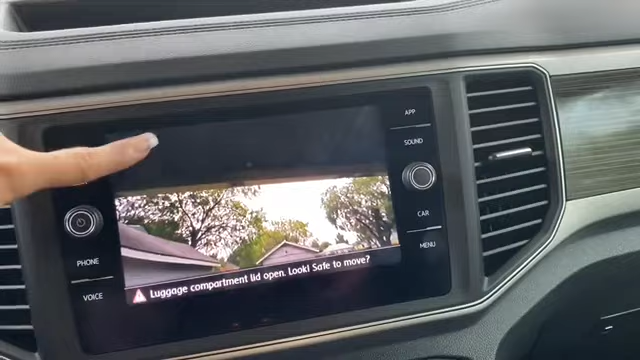 APP
SOUND
PHONE
CAR
VOICE
MENU
Luggage compartment lid open. Look! Safe to move?